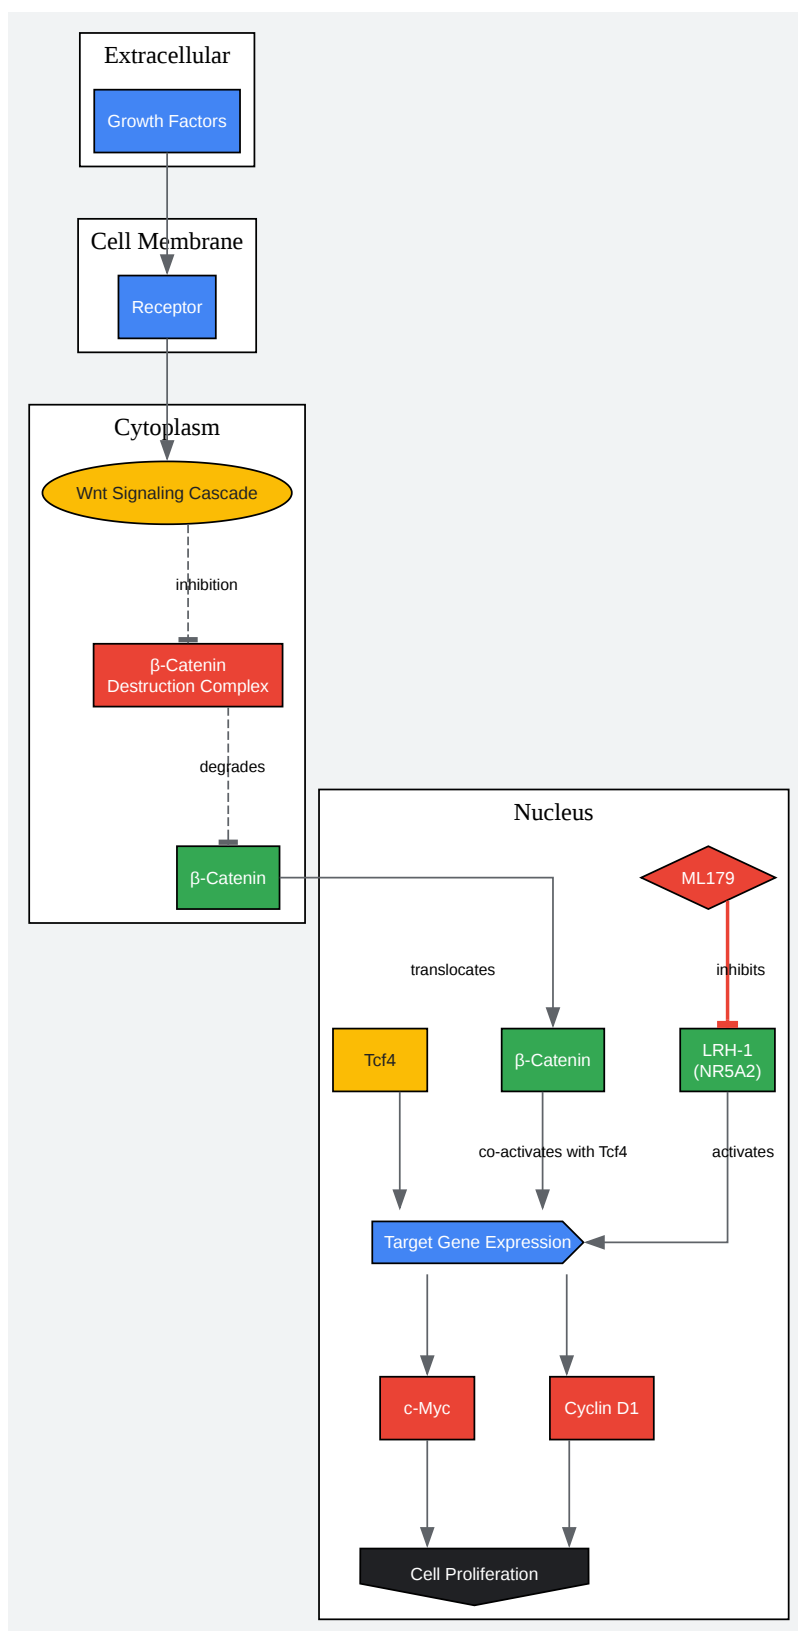 Extracellular
Growth Factors
Cell Membrane
Receptor
Cytoplasm
Wnt Signaling Cascade
inhibition
β-Catenin
Destruction Complex
degrades
β-Catenin
Nucleus
ML179
translocates
inhibits
Tcf4
β-Catenin
LRH-1
(NR5A2)
co-activates with Tcf4
activates
Target Gene Expression
c-Myc
Cyclin D1
Cell Proliferation